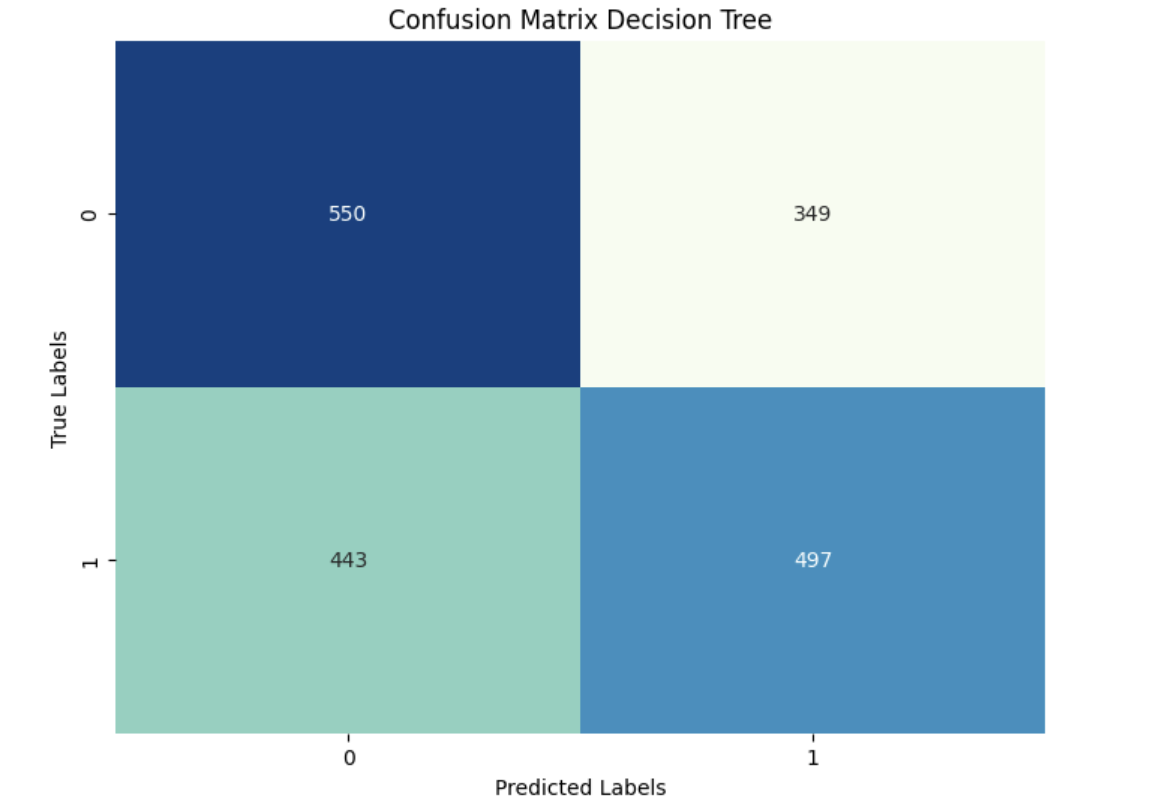 Confusion Matrix Decision Tree
0
550
349
True Labels
1
443
497
0
1
Predicted Labels